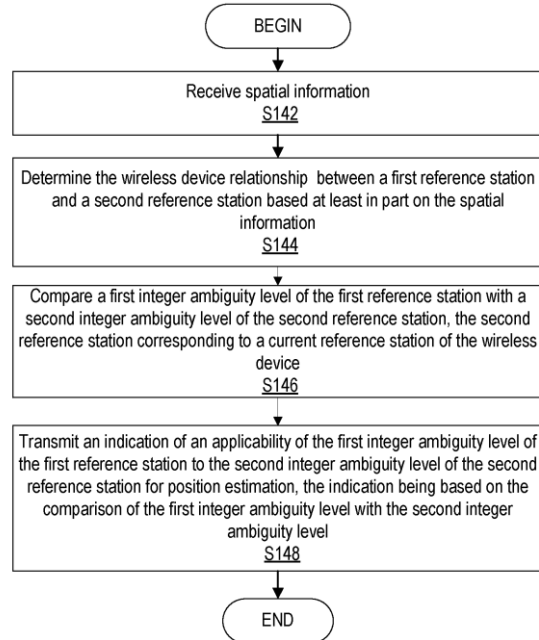 BEGIN
Receive spatial information
S142
Determine the wireless device relationship between a first reference station
and a second reference station based at least in part on the spatial
information
S144
Compare a first integer ambiguity level of the first reference station with a
second integer ambiguity level of the second reference station, the second
reference station corresponding to a current reference station of the wireless
device
S146
Transmit an indication of an applicability of the first integer ambiguity level of
the first reference station to the second integer ambiguity level of the second
reference station for position estimation, the indication being based on the
comparison of the first integer ambiguity level with the second integer
ambiguity level
S148
END